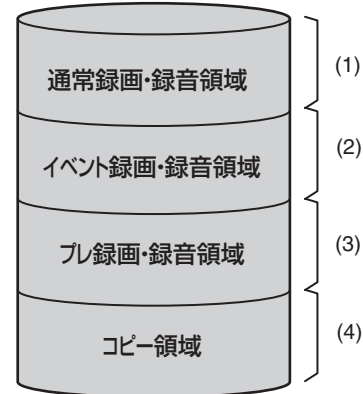 通常録画・録音領域 (1)
イベント録画・録音領域 (2)
プレ録画・録音領域 (3)
コピー領域 (4)